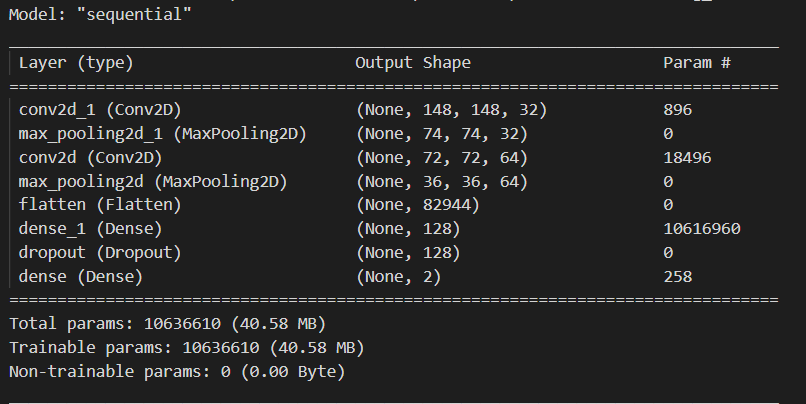 Model: "sequential"
Layer (type) Output Shape Param #
conv2d_1 (Conv2D) (None, 148, 148, 32) 896
max_pooling2d_1 (MaxPooling2D) (None, 74, 74, 32) 0
conv2d (Conv2D) (None, 72, 72, 64) 18496
max_pooling2d (MaxPooling2D) (None, 36, 36, 64) 0
flatten (Flatten) (None, 82944) 0
dense_1 (Dense) (None, 128) 10616960
dropout (Dropout) (None, 128) 0
dense (Dense) (None, 2) 258
Total params: 10636610 (40.58 MB)
Trainable params: 10636610 (40.58 MB)
Non-trainable params: 0 (0.00 Byte)